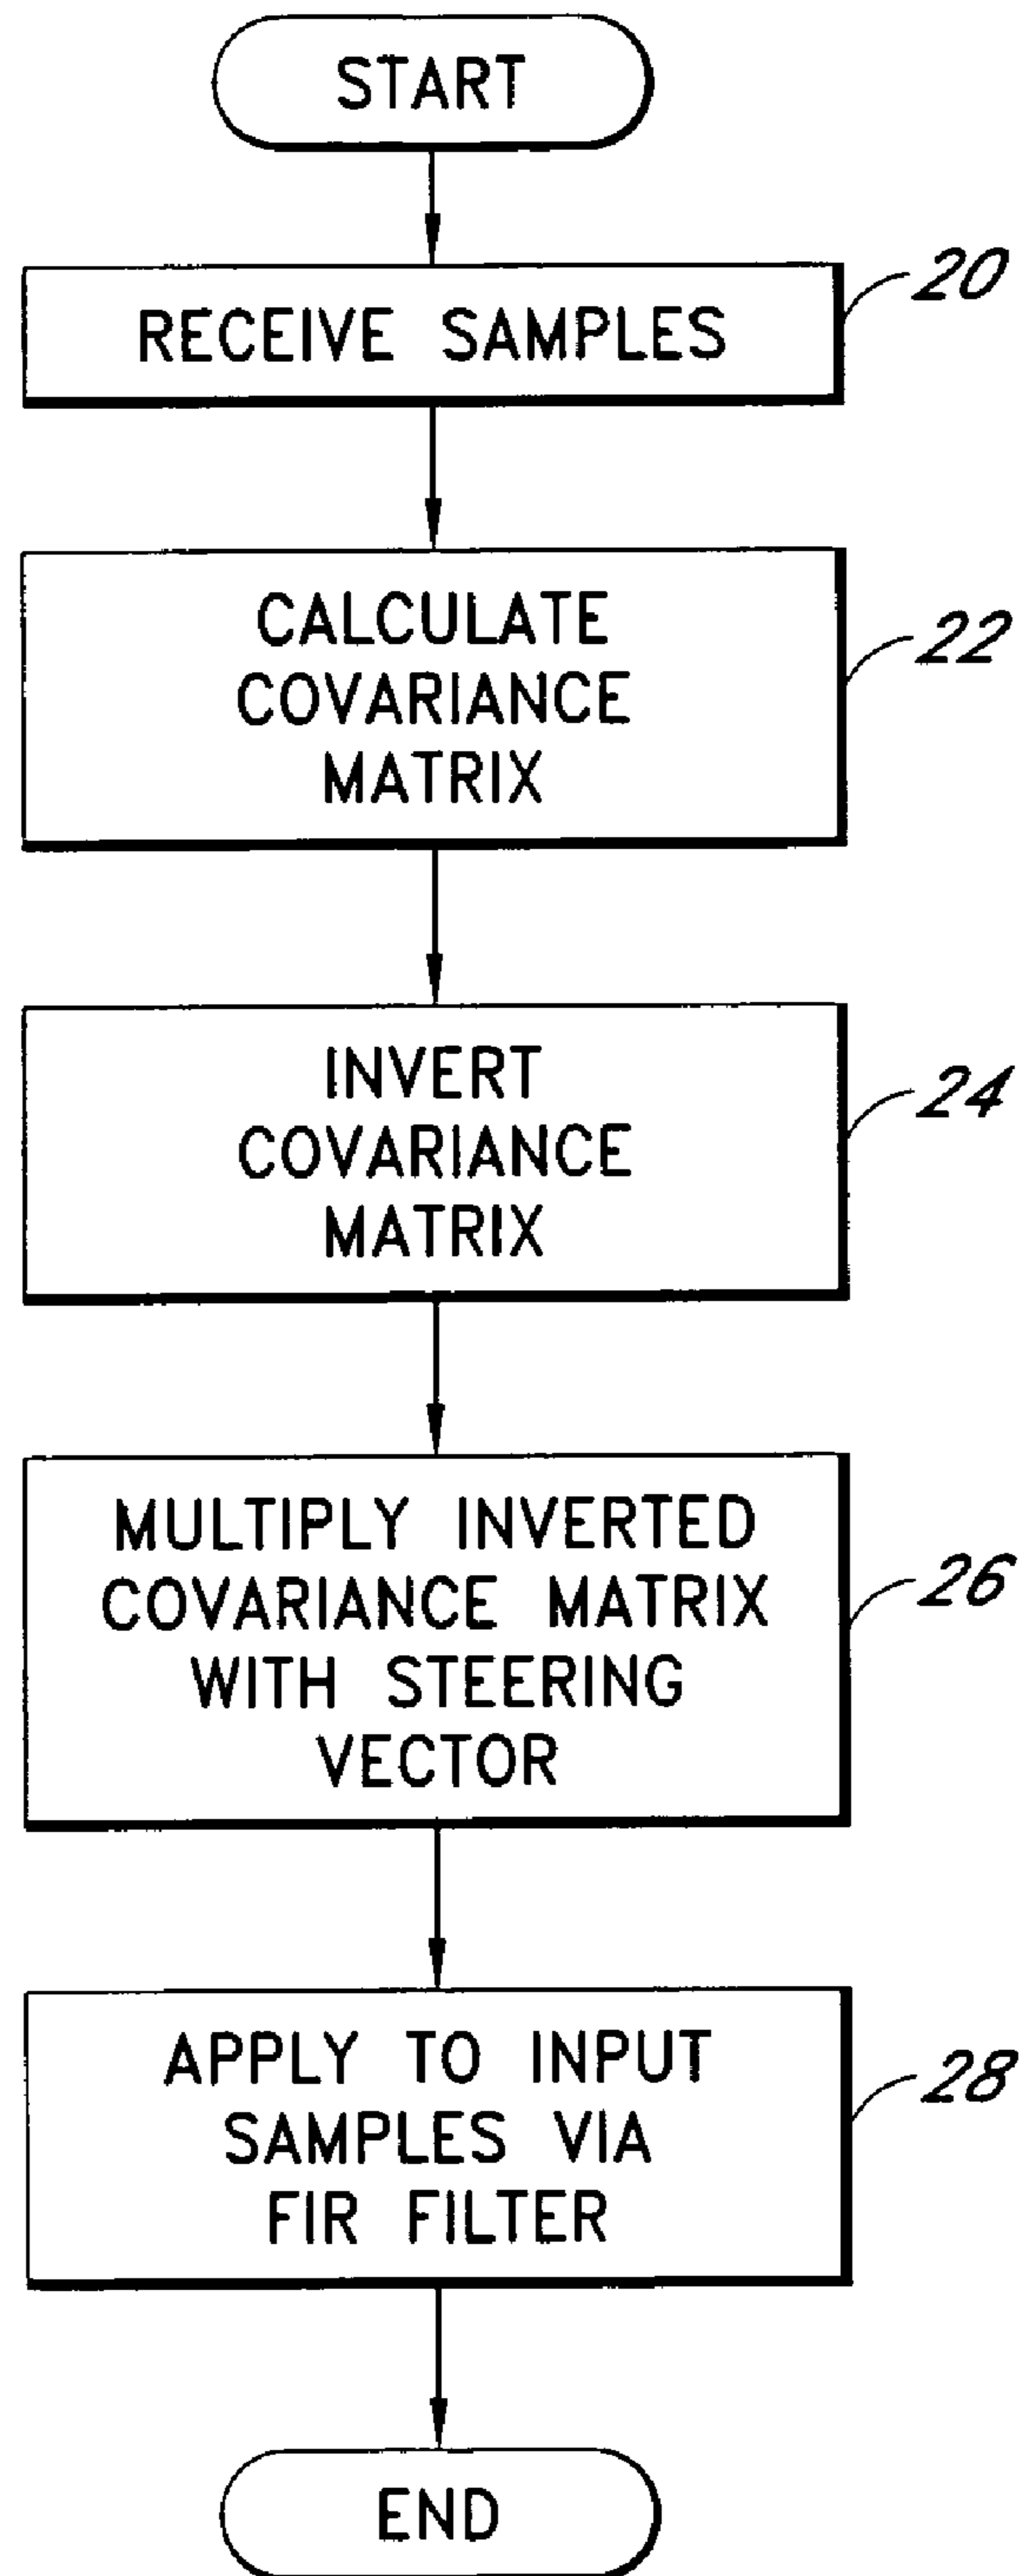 START
20
RECEIVE SAMPLES
22
CALCULATE
COVARIANCE
MATRIX
24
INVERT
COVARIANCE
MATRIX
26
MULTIPLY INVERTED
COVARIANCE MATRIX
WITH STEERING
VECTOR
28
APPLY TO INPUT
SAMPLES VIA
FIR FILTER
END